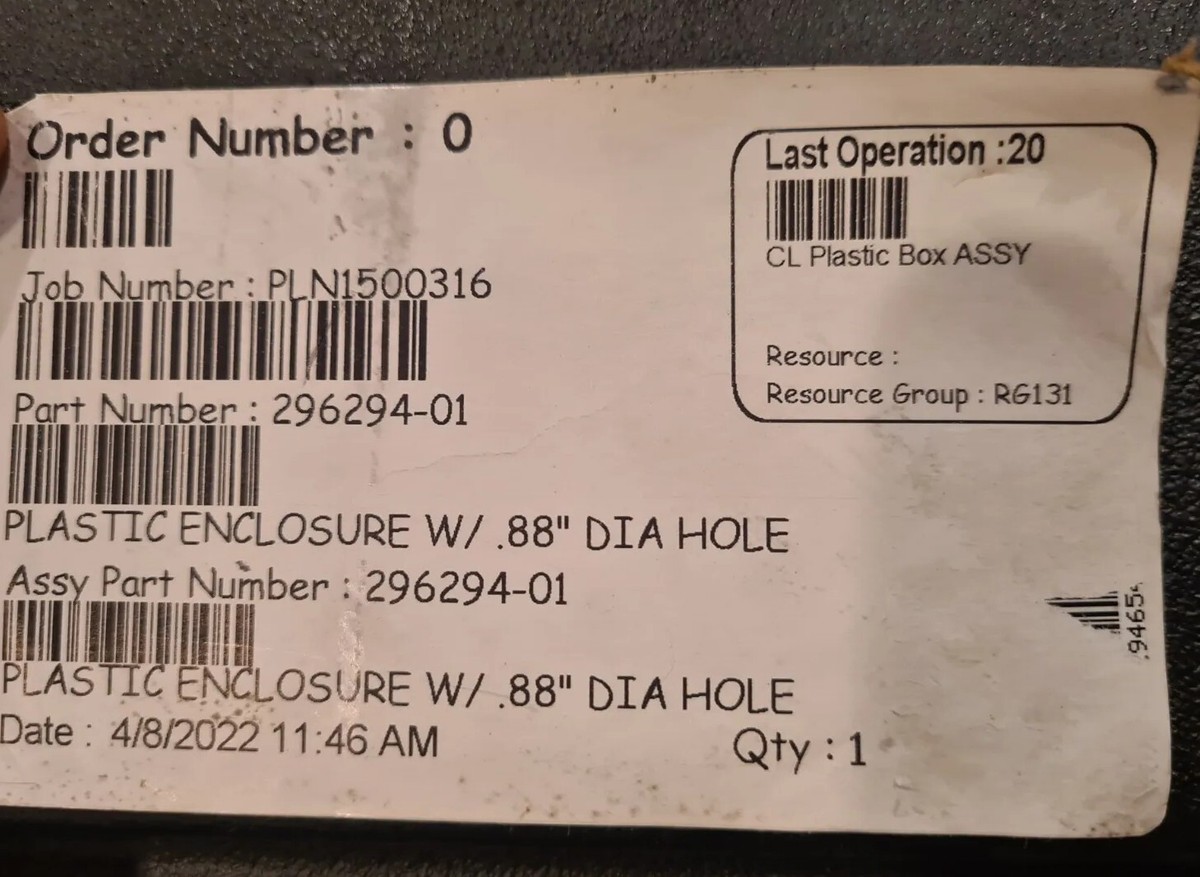 Order Number : 0
Job Number : PLN1500316
Part Number : 296294-01
PLASTIC ENCLOSURE W/ .88" DIA HOLE
Assy Part Number : 296294-01
PLASTIC ENCLOSURE W/ .88" DIA HOLE
Date : 4/8/2022 11:46 AM
Qty : 1
Last Operation :20
CL Plastic Box ASSY
Resource :
Resource Group : RG131